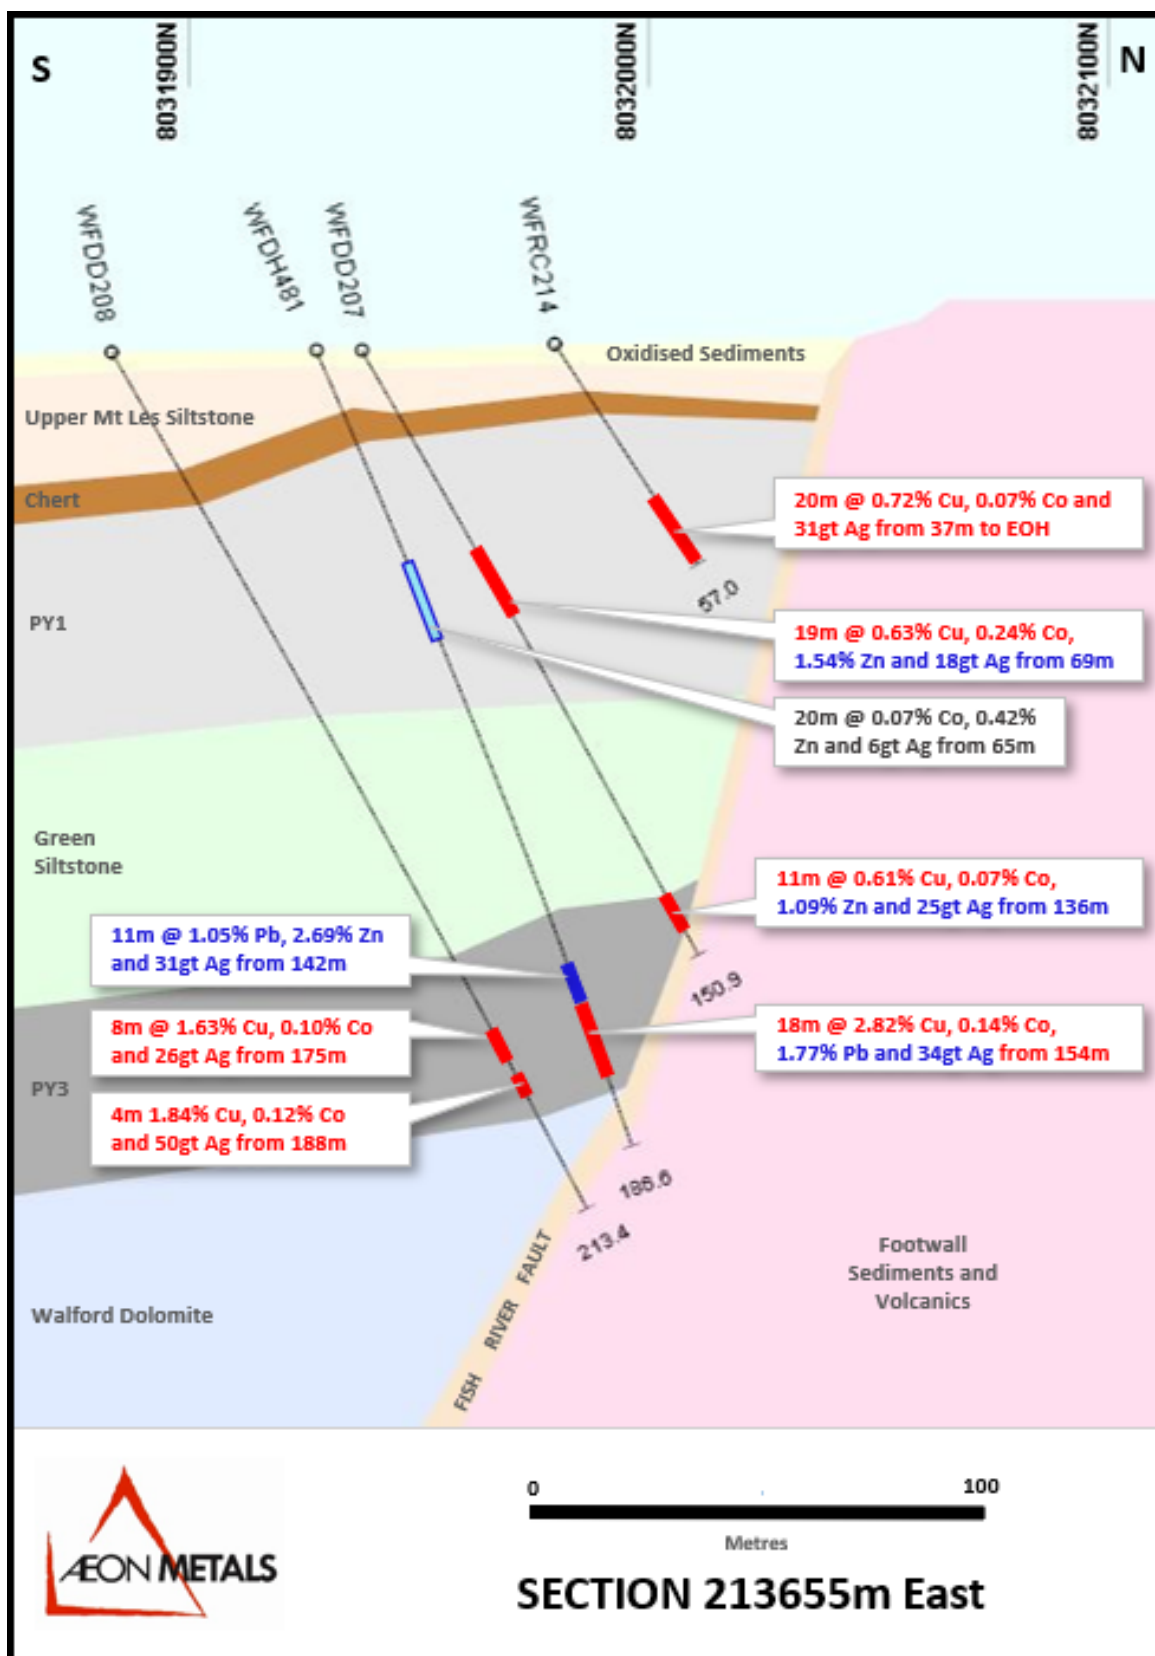 S
8031900N
8032000N
8032100N
N
WFDD208
WFDH481
WFDD207
WFRC214
Oxidised Sediments
Upper Mt Les Siltstone
Chert
20m @ 0.72% Cu, 0.07% Co and
31gt Ag from 37m to EOH
57.0
PY1
19m @ 0.63% Cu, 0.24% Co,
1.54% Zn and 18gt Ag from 69m
20m @ 0.07% Co, 0.42%
Zn and 6gt Ag from 65m
Green
Siltstone
11m @ 0.61% Cu, 0.07% Co,
1.09% Zn and 25gt Ag from 136m
11m @ 1.05% Pb, 2.69% Zn
and 31gt Ag from 142m
150.9
8m @ 1.63% Cu, 0.10% Co
and 26gt Ag from 175m
18m @ 2.82% Cu, 0.14% Co,
1.77% Pb and 34gt Ag from 154m
PY3
4m 1.84% Cu, 0.12% Co
and 50gt Ag from 188m
186.6
213.4
FISH RIVER FAULT
Footwall
Sediments and
Volcanics
Walford Dolomite
ÆON METALS
0
100
Metres
SECTION 213655m East